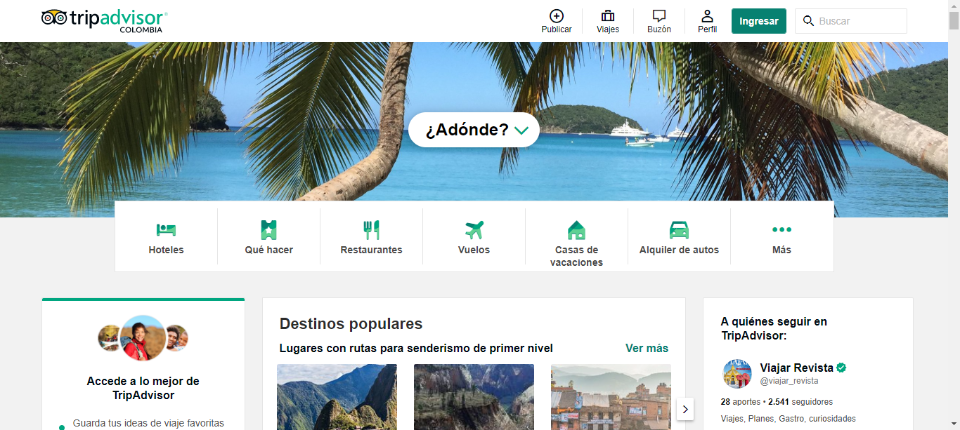 tripadvisor
COLOMBIA
Publicar
Viajes
Buzón
Perfil
Ingresar
Buscar
¿Adónde?
Hoteles
Qué hacer
Restaurantes
Vuelos
Casas de
vacaciones
Alquiler de autos
Más
Accede a lo mejor de
TripAdvisor
Guarda tus ideas de viaje favoritas
Destinos populares
Lugares con rutas para senderismo de primer nivel
Ver más
A quiénes seguir en
TripAdvisor:
Viajar Revista
@viajar_revista
28 aportes • 2.541 seguidores
Viajes, Planes, Gastro, curiosidades